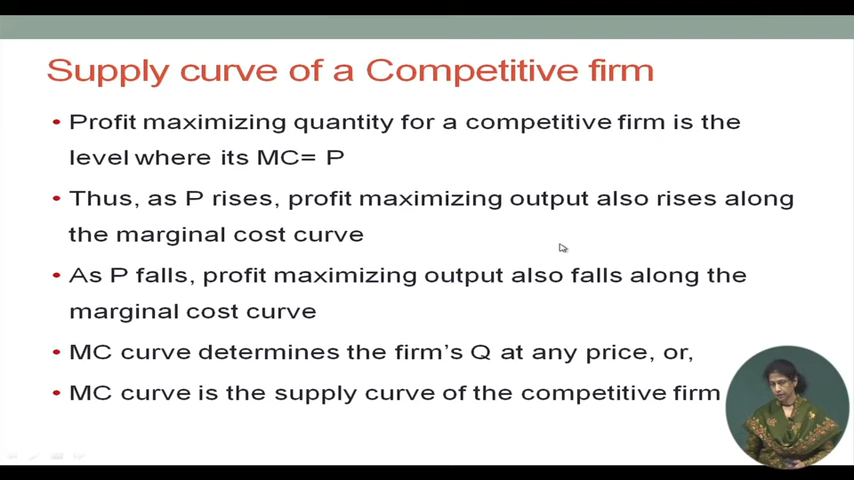 Supply curve of a Competitive firm
• Profit maximizing quantity for a competitive firm is the
level where its MC= P
• Thus, as P rises, profit maximizing output also rises along
the marginal cost curve
• As P falls, profit maximizing output also falls along the
marginal cost curve
• MC curve determines the firm's Q at any price, or,
• MC curve is the supply curve of the competitive firm